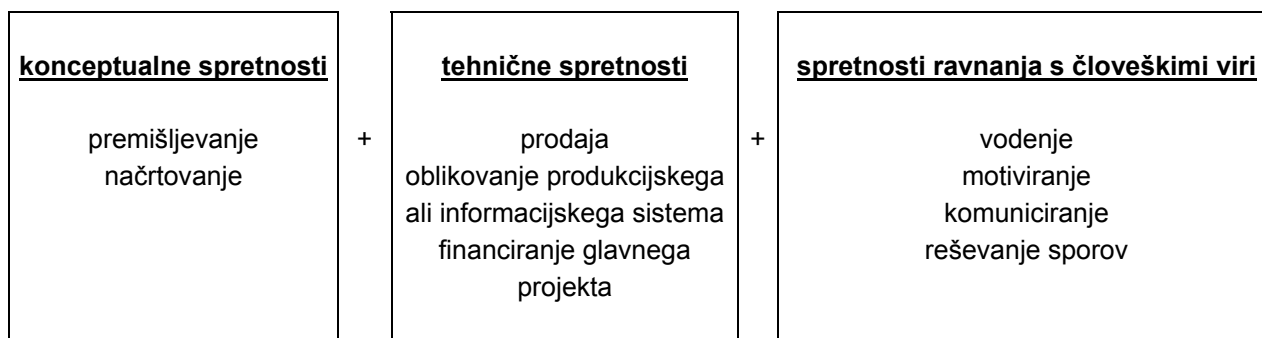 konceptualne spretnosti
premišljevanje
načrtovanje
+
tehnične spretnosti
prodaja
oblikovanje produkcijskega
ali informacijskega sistema
financiranje glavnega
projekta
+
spretnosti ravnanja s človeškimi viri
vodenje
motiviranje
komuniciranje
reševanje sporov